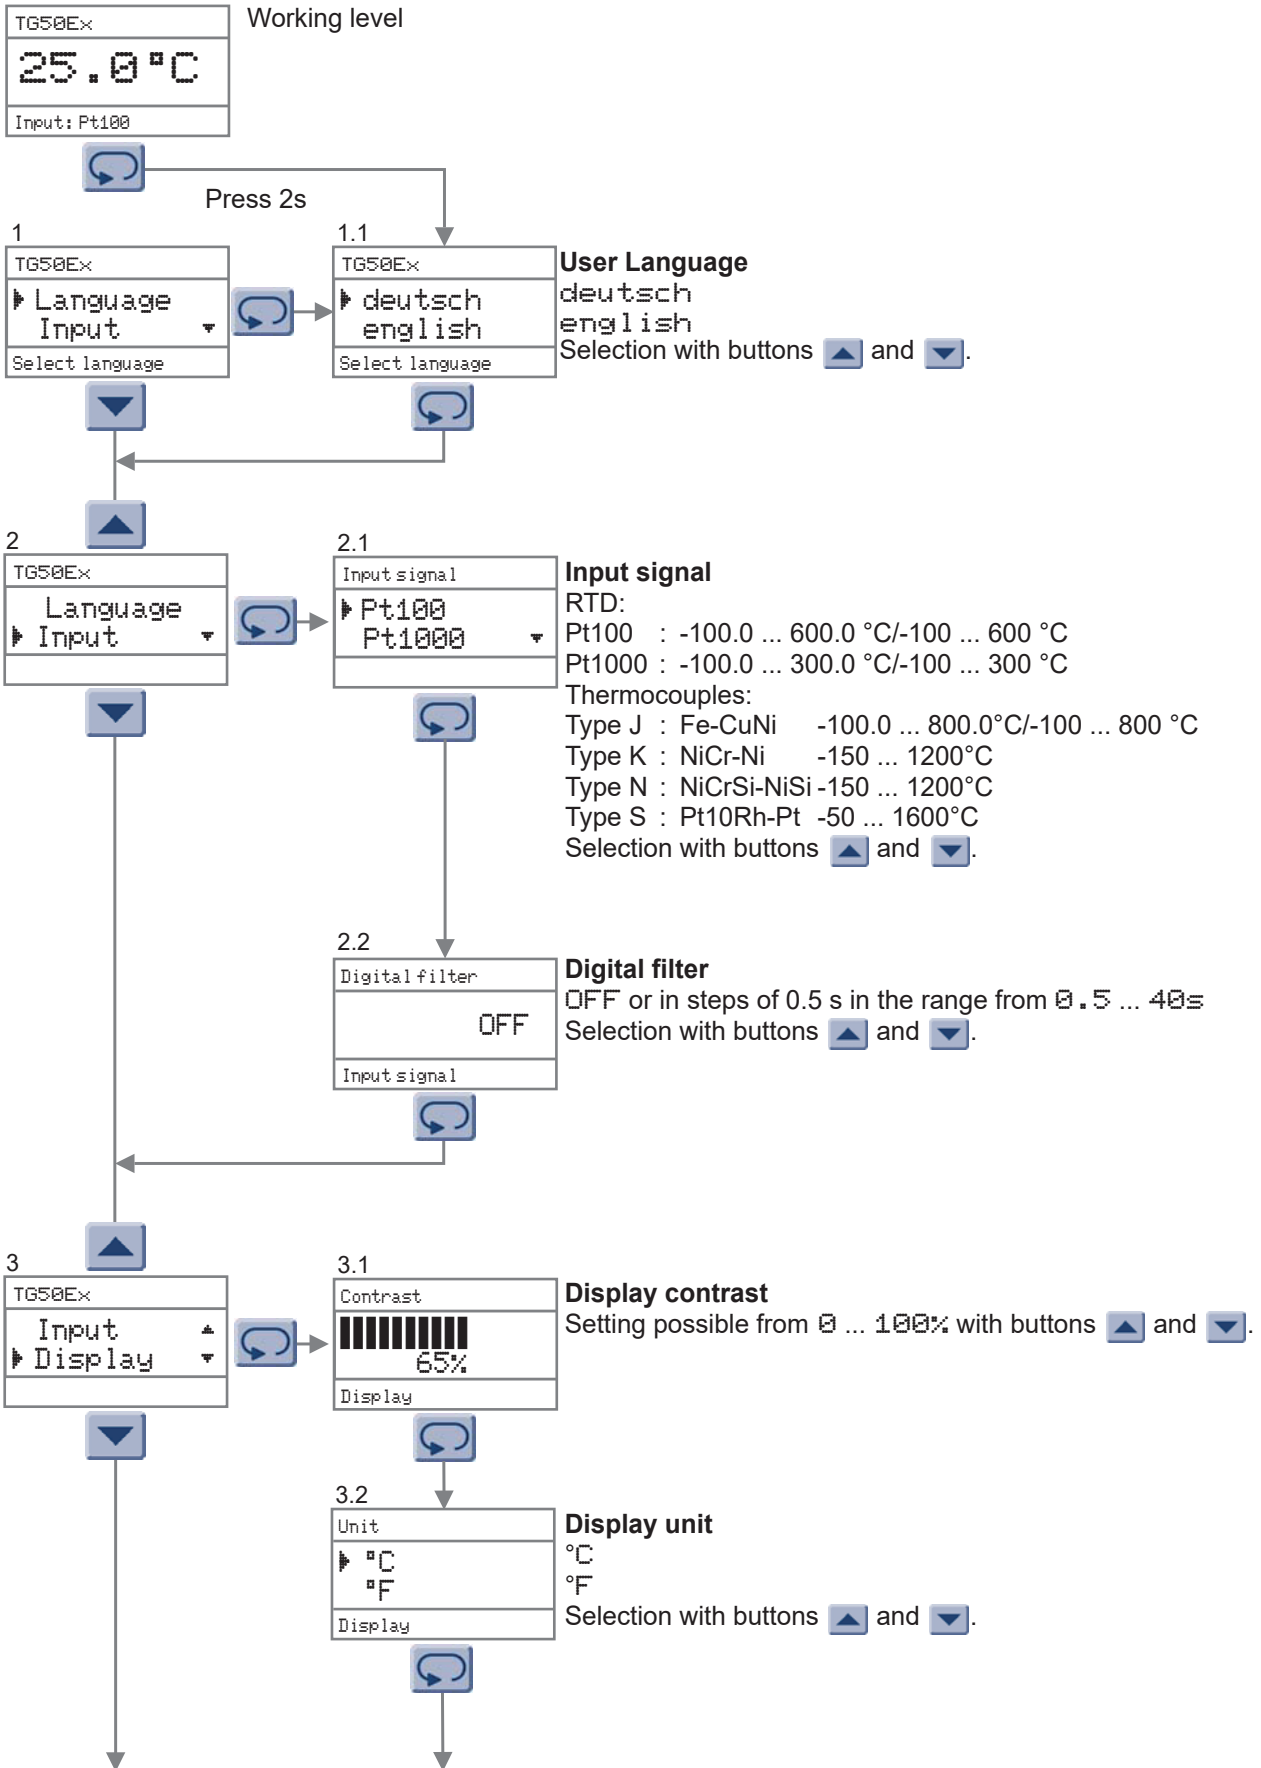 TG50Ex
Working level
25.0°C
Input: Pt100
Press 2s
1
TG50Ex
Language
Input
Select language
1.1
TG50Ex
deutsch
english
Select language
User Language
deutsch
english
Selection with buttons and .
2
TG50Ex
Language
Input
2.1
Input signal
Pt100
Pt1000
Input signal
RTD:
Pt100 : -100.0 ... 600.0 °C/-100 ... 600 °C
Pt1000 : -100.0 ... 300.0 °C/-100 ... 300 °C
Thermocouples:
Type J : Fe-CuNi -100.0 ... 800.0°C/-100 ... 800 °C
Type K : NiCr-Ni -150 ... 1200°C
Type N : NiCrSi-NiSi -150 ... 1200°C
Type S : Pt10Rh-Pt -50 ... 1600°C
Selection with buttons and .
2.2
Digital filter
OFF
Input signal
Digital filter
OFF or in steps of 0.5 s in the range from 0.5 ... 40s
Selection with buttons and .
3
TG50Ex
Input
Display
3.1
Contrast
65%
Display
Display contrast
Setting possible from 0 ... 100% with buttons and .
3.2
Unit
°C
°F
Display
Display unit
°C
°F
Selection with buttons and .